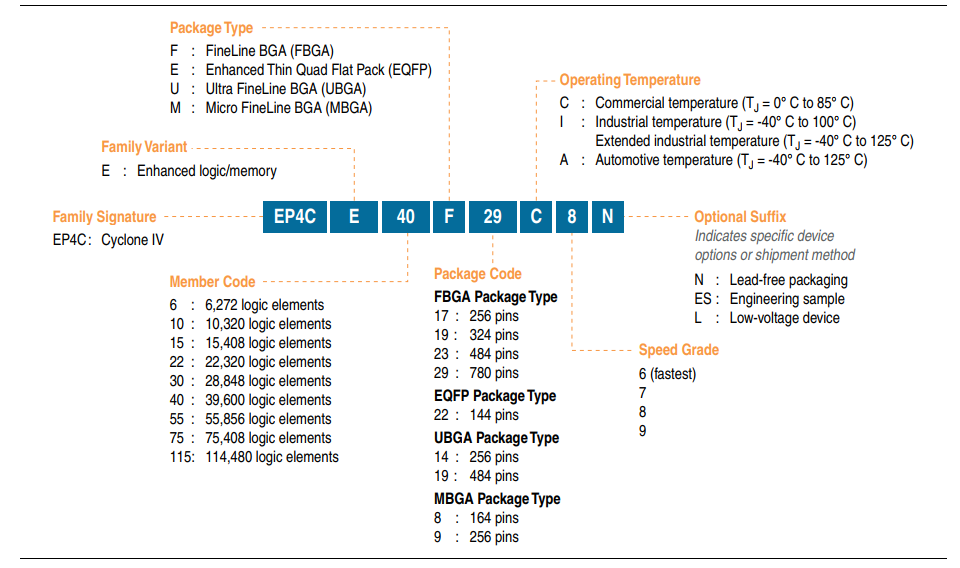 Package Type
F : FineLine BGA (FBGA)
E : Enhanced Thin Quad Flat Pack (EQFP)
U : Ultra FineLine BGA (UBGA)
M : Micro FineLine BGA (MBGA)
Operating Temperature
C : Commercial temperature (TJ = 0° C to 85° C)
I : Industrial temperature (TJ = -40° C to 100° C)
Extended industrial temperature (TJ = -40° C to 125° C)
A : Automotive temperature (TJ = -40° C to 125° C)
Family Variant
E : Enhanced logic/memory
Family Signature
EP4C: Cyclone IV
EP4C E 40 F 29 C 8 N
Optional Suffix
Indicates specific device
options or shipment method
N : Lead-free packaging
ES : Engineering sample
L : Low-voltage device
Member Code
6 : 6,272 logic elements
10 : 10,320 logic elements
15 : 15,408 logic elements
22 : 22,320 logic elements
30 : 28,848 logic elements
40 : 39,600 logic elements
55 : 55,856 logic elements
75 : 75,408 logic elements
115: 114,480 logic elements
Package Code
FBGA Package Type
17 : 256 pins
19 : 324 pins
23 : 484 pins
29 : 780 pins
EQFP Package Type
22 : 144 pins
UBGA Package Type
14 : 256 pins
19 : 484 pins
MBGA Package Type
8 : 164 pins
9 : 256 pins
Speed Grade
6 (fastest)
7
8
9